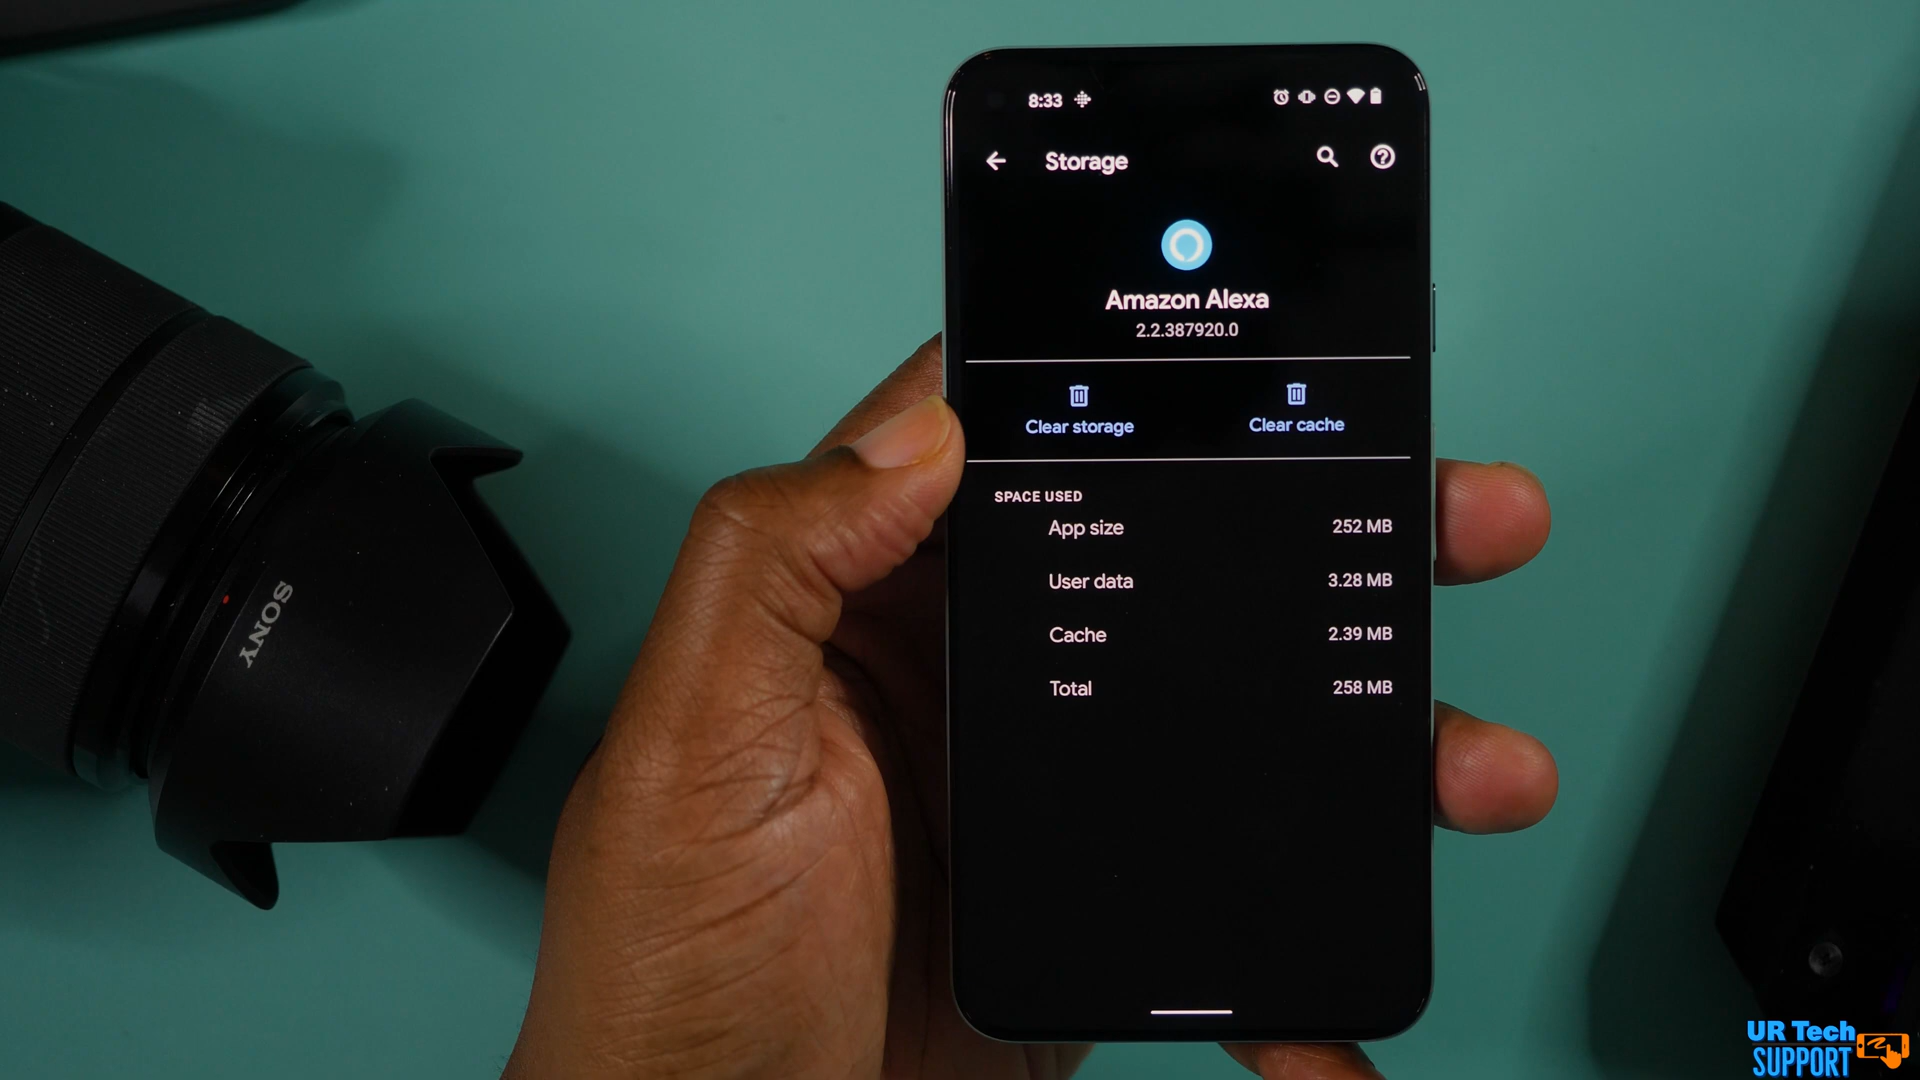 8:33
Storage
Amazon Alexa
2.2.387920.0
Clear storage
Clear cache
SPACE USED
App size 252 MB
User data 3.28 MB
Cache 2.39 MB
Total 258 MB
SONY
UR Tech
SUPPORT